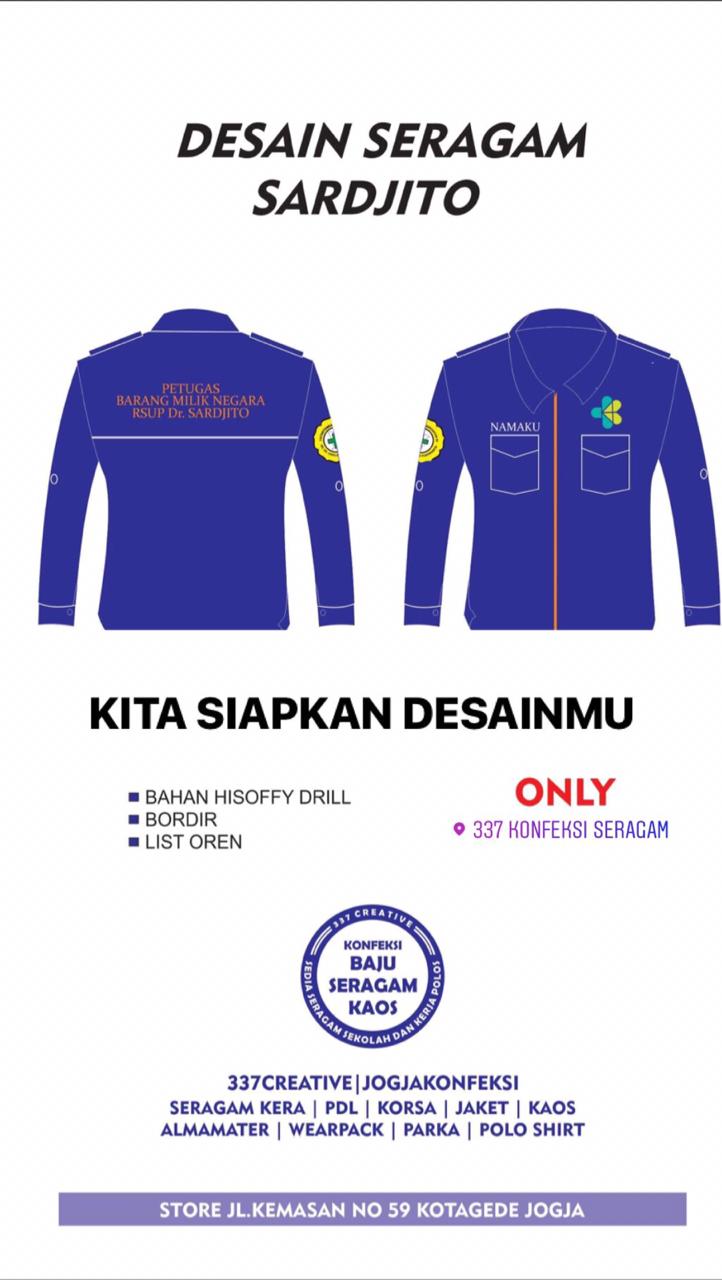 DESAIN SERAGAM
SARDJITO
PETUGAS
BARANG MILIK NEGARA
RSUP Dr. SARDJITO
NAMAKU
KITA SIAPKAN DESAINMU
BAHAN HISOFFY DRILL
BORDIR
LIST OREN
ONLY
337 KONFEKSI SERAGAM
337 CREATIVE
KONFEKSI
BAJU
SERAGAM
KAOS
SEDIA SERAGAM SEKOLAH DAN KERJA POLOS
337CREATIVE|JOGJAKONFEKSI
SERAGAM KERA | PDL | KORSA | JAKET | KAOS
ALMAMATER | WEARPACK | PARKA | POLO SHIRT
STORE JL.KEMASAN NO 59 KOTAGEDE JOGJA